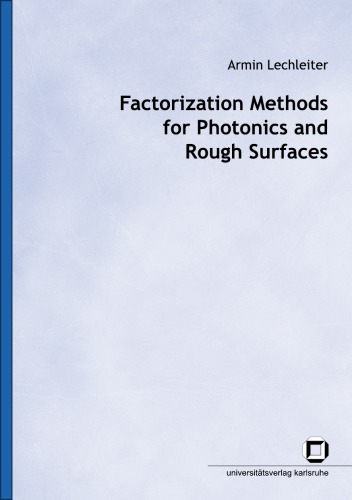 Armin Lechleiter
Factorization Methods
for Photonics and
Rough Surfaces
universitätsverlag karlsruhe